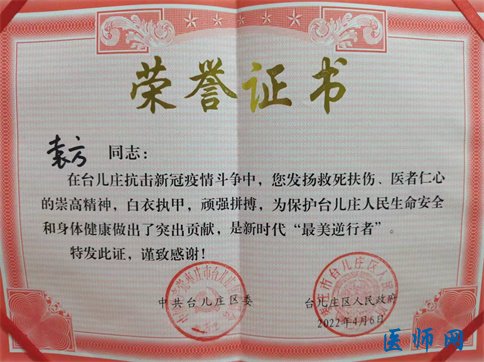 荣誉证书
袁方 同志：
在台儿庄抗击新冠疫情斗争中，您发扬救死扶伤、医者仁心
的崇高精神，白衣执甲，顽强拼搏，为保护台儿庄人民生命安全
和身体健康做出了突出贡献，是新时代“最美逆行者”。
特发此证，谨致感谢！
中共台儿庄区委 台儿庄区人民政府
2022年4月6日
医师网